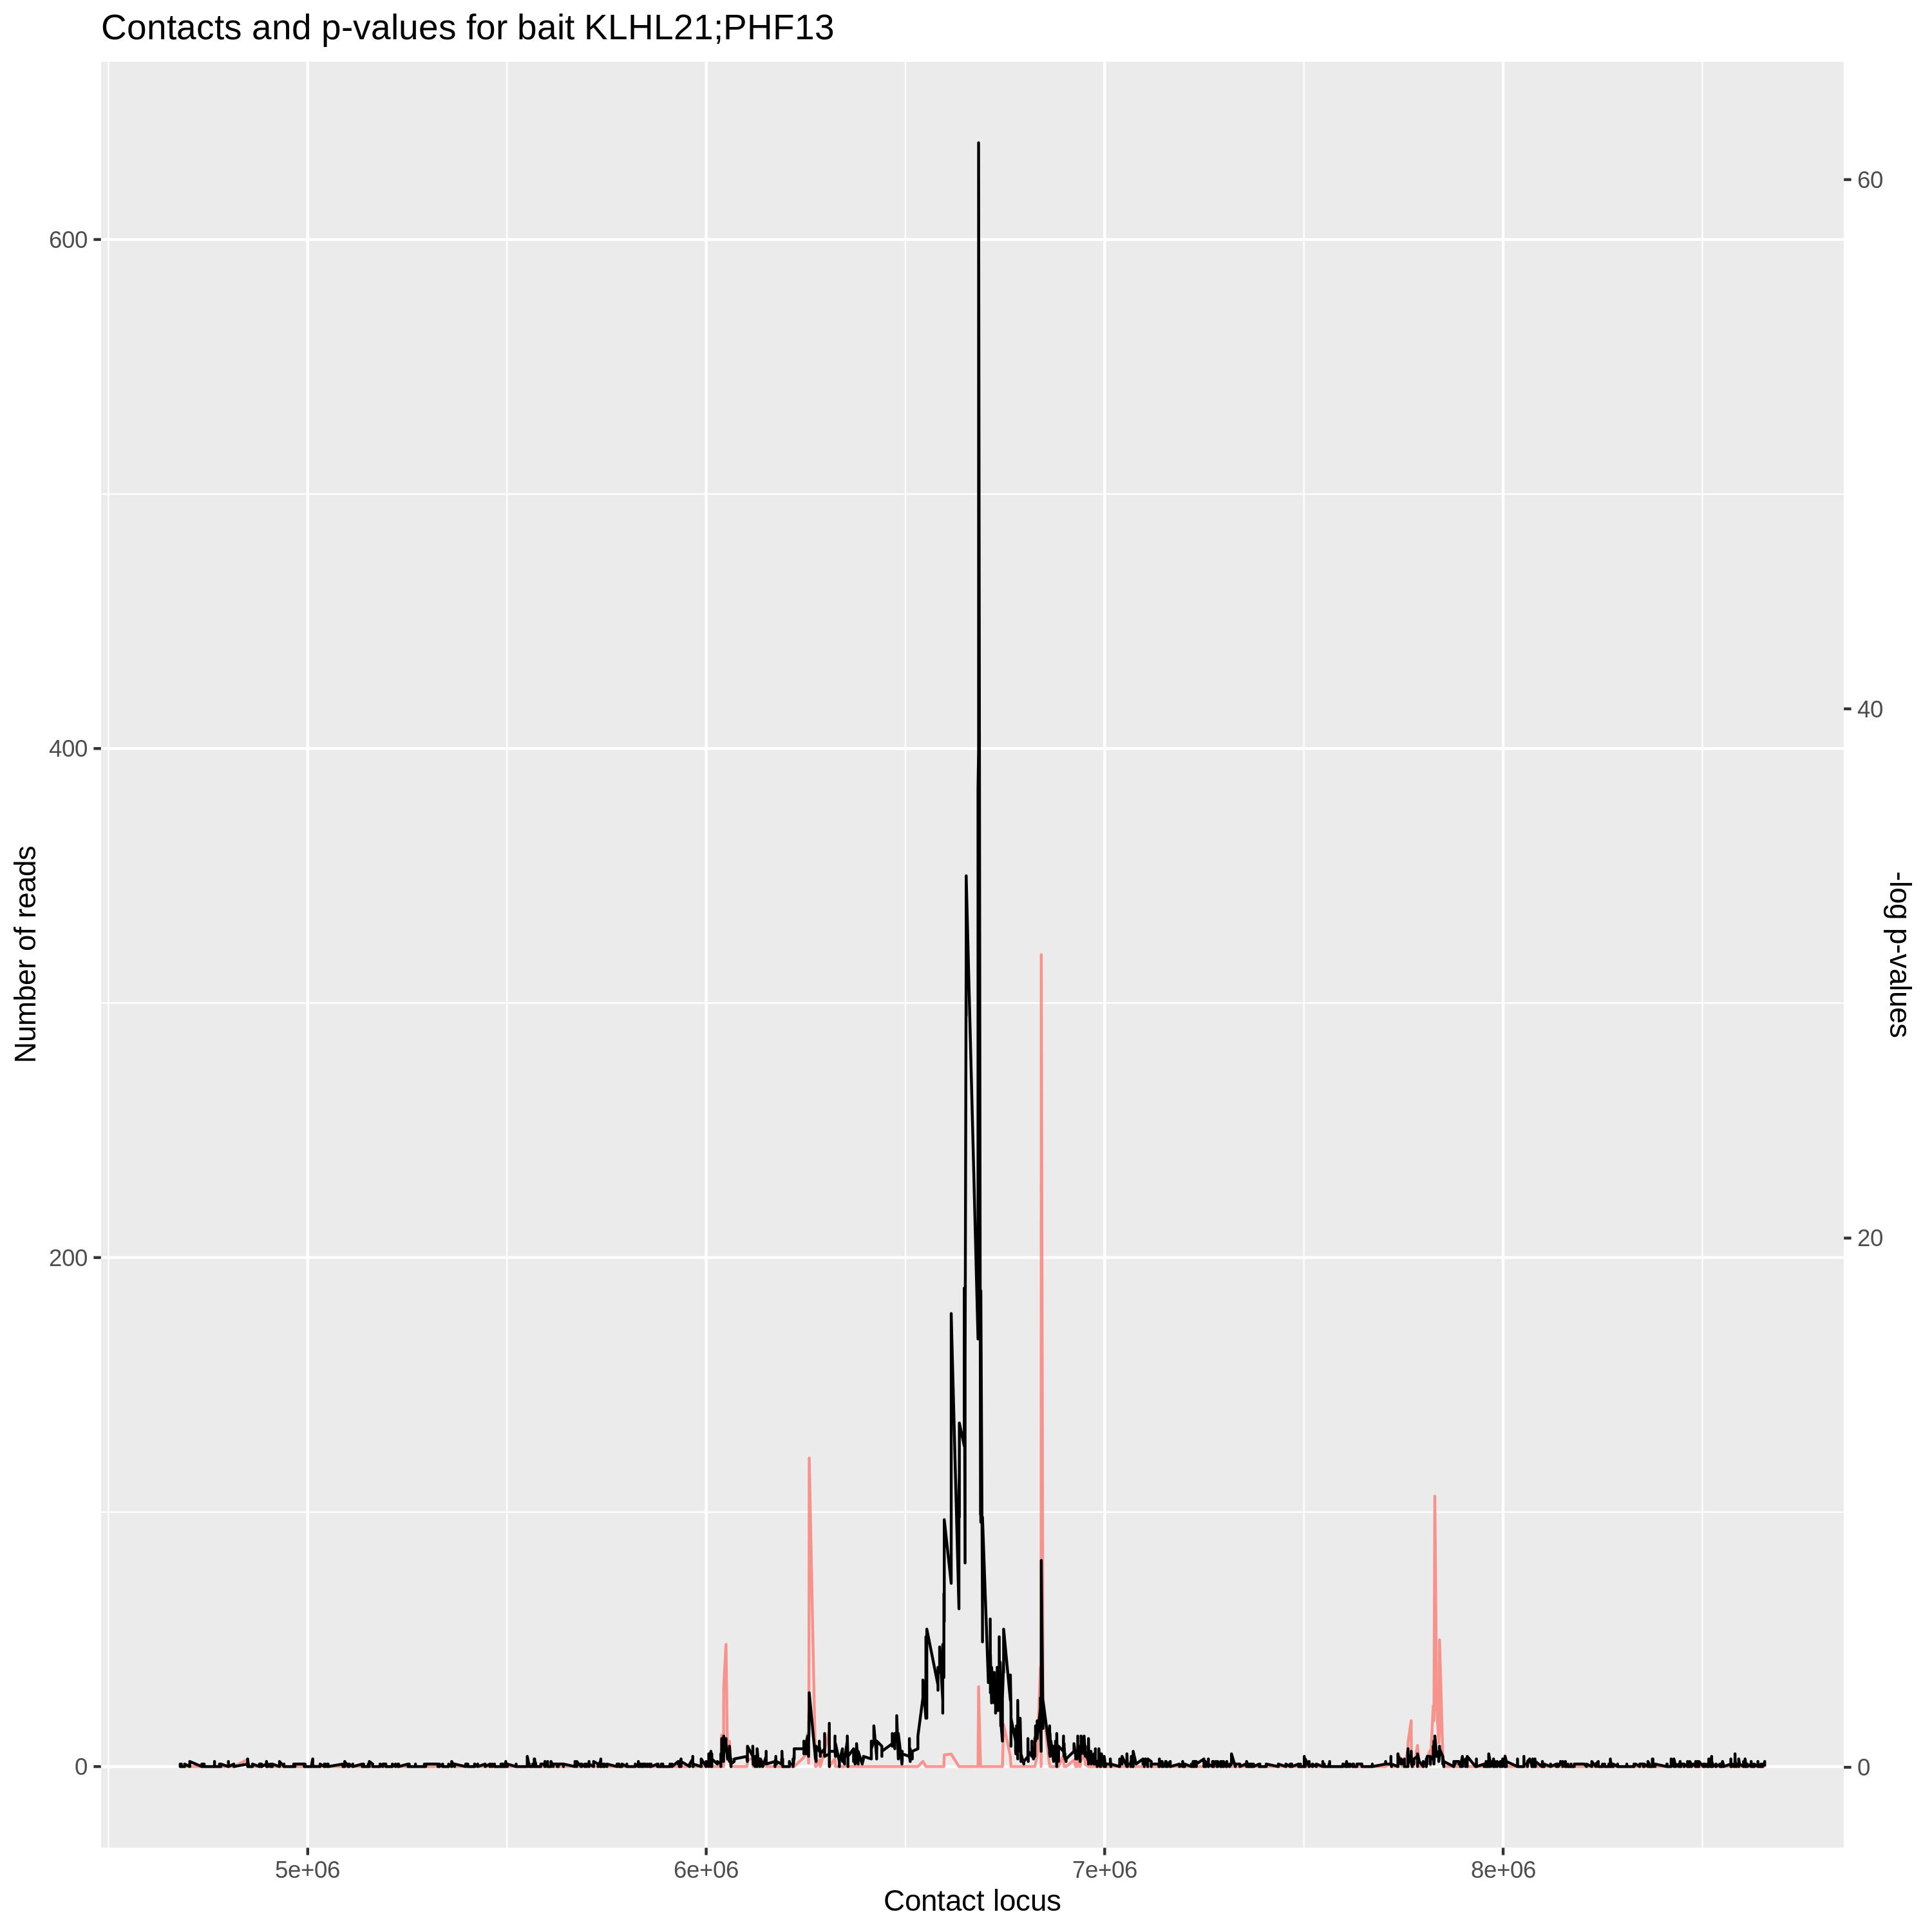 Contacts and p-values for bait KLHL21;PHF13
600
400
200
0
60
40
20
0
Number of reads
-log p-values
5e+06
6e+06
7e+06
8e+06
Contact locus